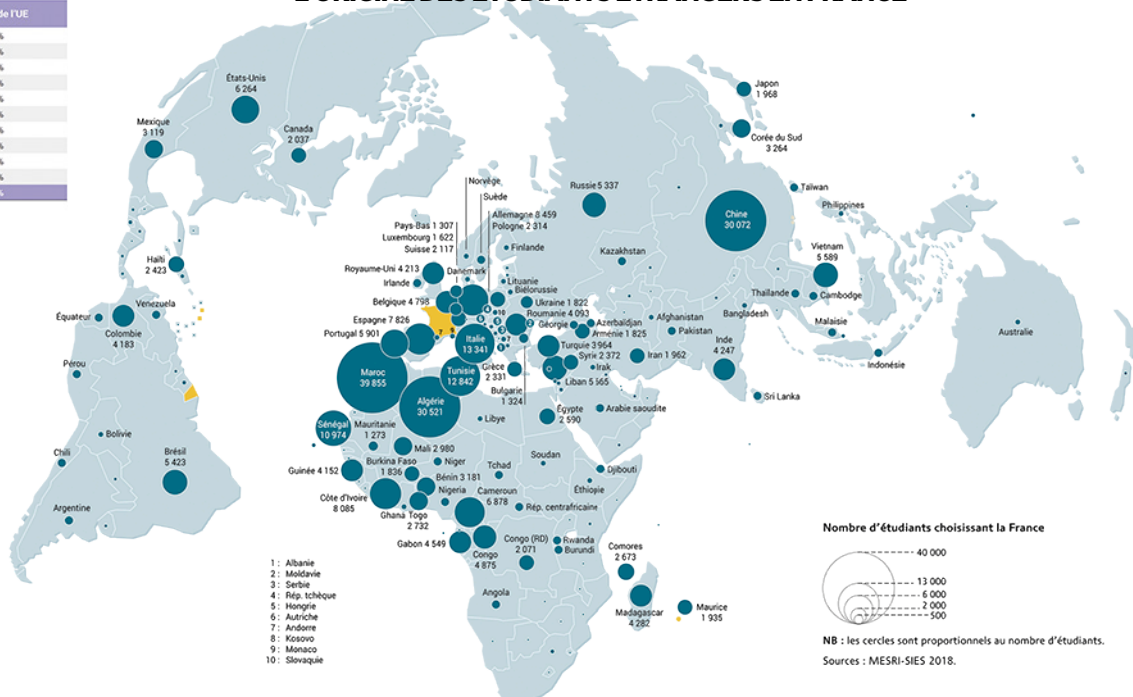 de l'UE
L'ORIGINE DES ÉTUDIANTS ÉTRANGERS EN FRANCE
États-Unis
6 264
Mexique
3 119
Canada
2 037
Haïti
2 423
Équateur
Venezuela
Colombie
4 183
Pérou
Bolivie
Chili
Brésil
5 423
Argentine
Norvège
Suède
Allemagne 8 459
Pologne 2 314
Pays-Bas 1 307
Luxembourg 1 622
Suisse 2 117
Finlande
Royaume-Uni 4 213
Danemark
Irlande
Lituanie
Biélorussie
Belgique 4 798
Ukraine 1 822
Roumanie 4 093
Espagne 7 826
Géorgie
Azerbaïdjan
Arménie 1 825
Portugal 5 901
Italie
13 341
Turquie 3 964
Syrie 2 372
Iran 1 962
Grèce
2 331
Irak
Liban 5 565
Bulgarie
1 324
Maroc
39 855
Tunisie
12 842
Algérie
30 521
Égypte
2 590
Arabie saoudite
Libye
Sénégal
10 974
Mauritanie
1 273
Mali 2 980
Guinée 4 152
Burkina Faso
1 836
Niger
Tchad
Soudan
Djibouti
Bénin 3 181
Nigeria
Éthiopie
Côte d'Ivoire
8 085
Ghana
Togo
2 732
Cameroun
6 878
Rép. centrafricaine
Gabon 4 549
Congo
4 875
Congo (RD)
2 071
Rwanda
Burundi
Angola
Comores
2 673
Madagascar
4 282
Maurice
1 935
Russie 5 337
Kazakhstan
Chine
30 072
Japon
1 968
Corée du Sud
3 264
Taïwan
Philippines
Vietnam
5 589
Thaïlande
Cambodge
Bangladesh
Malaisie
Indonésie
Afghanistan
Pakistan
Inde
4 247
Sri Lanka
Australie
1 : Albanie
2 : Moldavie
3 : Serbie
4 : Rép. tchèque
5 : Hongrie
6 : Autriche
7 : Andorre
8 : Kosovo
9 : Monaco
10 : Slovaquie
Nombre d'étudiants choisissant la France
40 000
13 000
6 000
2 000
500
NB : les cercles sont proportionnels au nombre d'étudiants.
Sources : MESRI-SIES 2018.